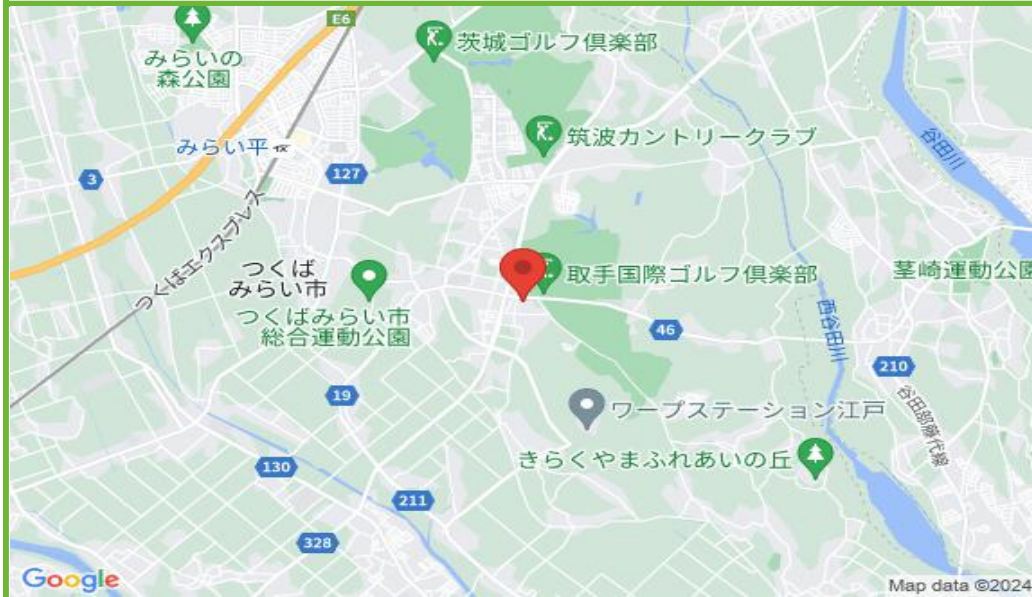 E6
みらいの
森公園
茨城ゴルフ倶楽部
筑波カントリークラブ
谷田川
みらい平
127
3
つくばエクスプレス
つくば
みらい市
取手国際ゴルフ倶楽部
茎崎運動公園
つくばみらい市
総合運動公園
46
西谷田川
210
19
谷田部藤代線
ワープステーション江戸
きらくやまふれあいの丘
130
211
328
Google
Map data ©2024